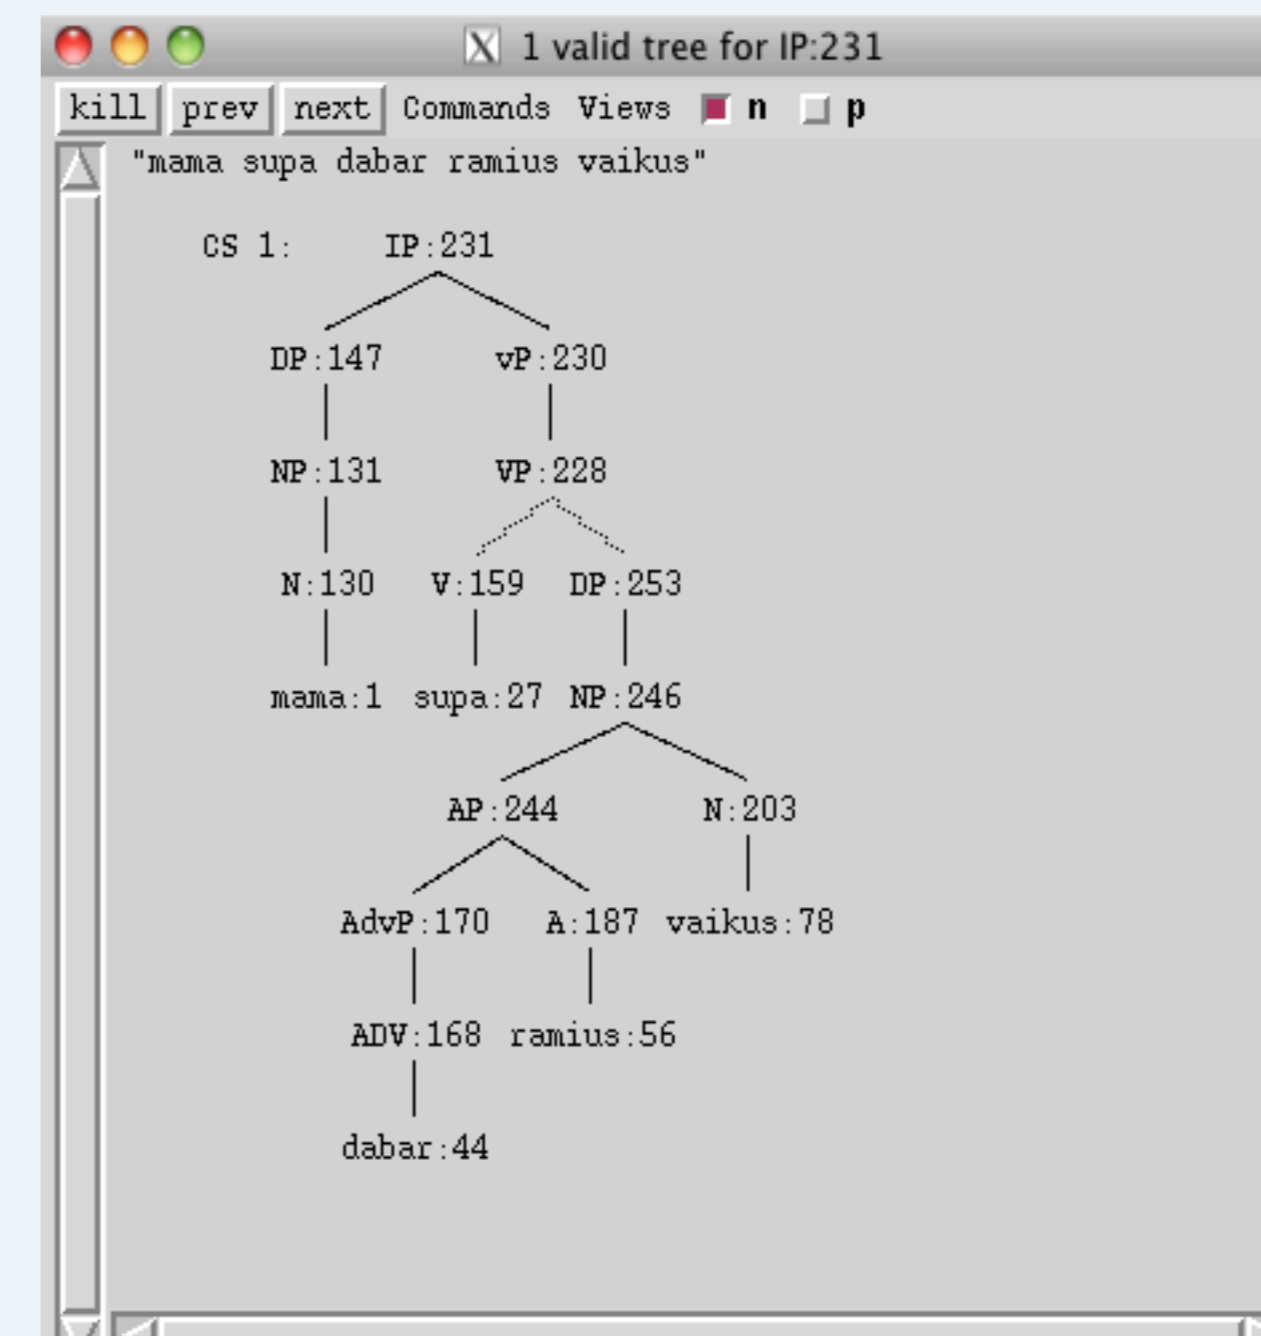 1 valid tree for IP:231
kill prev next Commands Views n p
"mama supa dabar ramius vaikus"
CS 1: IP:231
DP:147 vP:230
NP:131 VP:228
N:130 V:159 DP:253
mama:1 supa:27 NP:246
AP:244 N:203
AdvP:170 A:187 vaikus:78
ADV:168 ramius:56
dabar:44